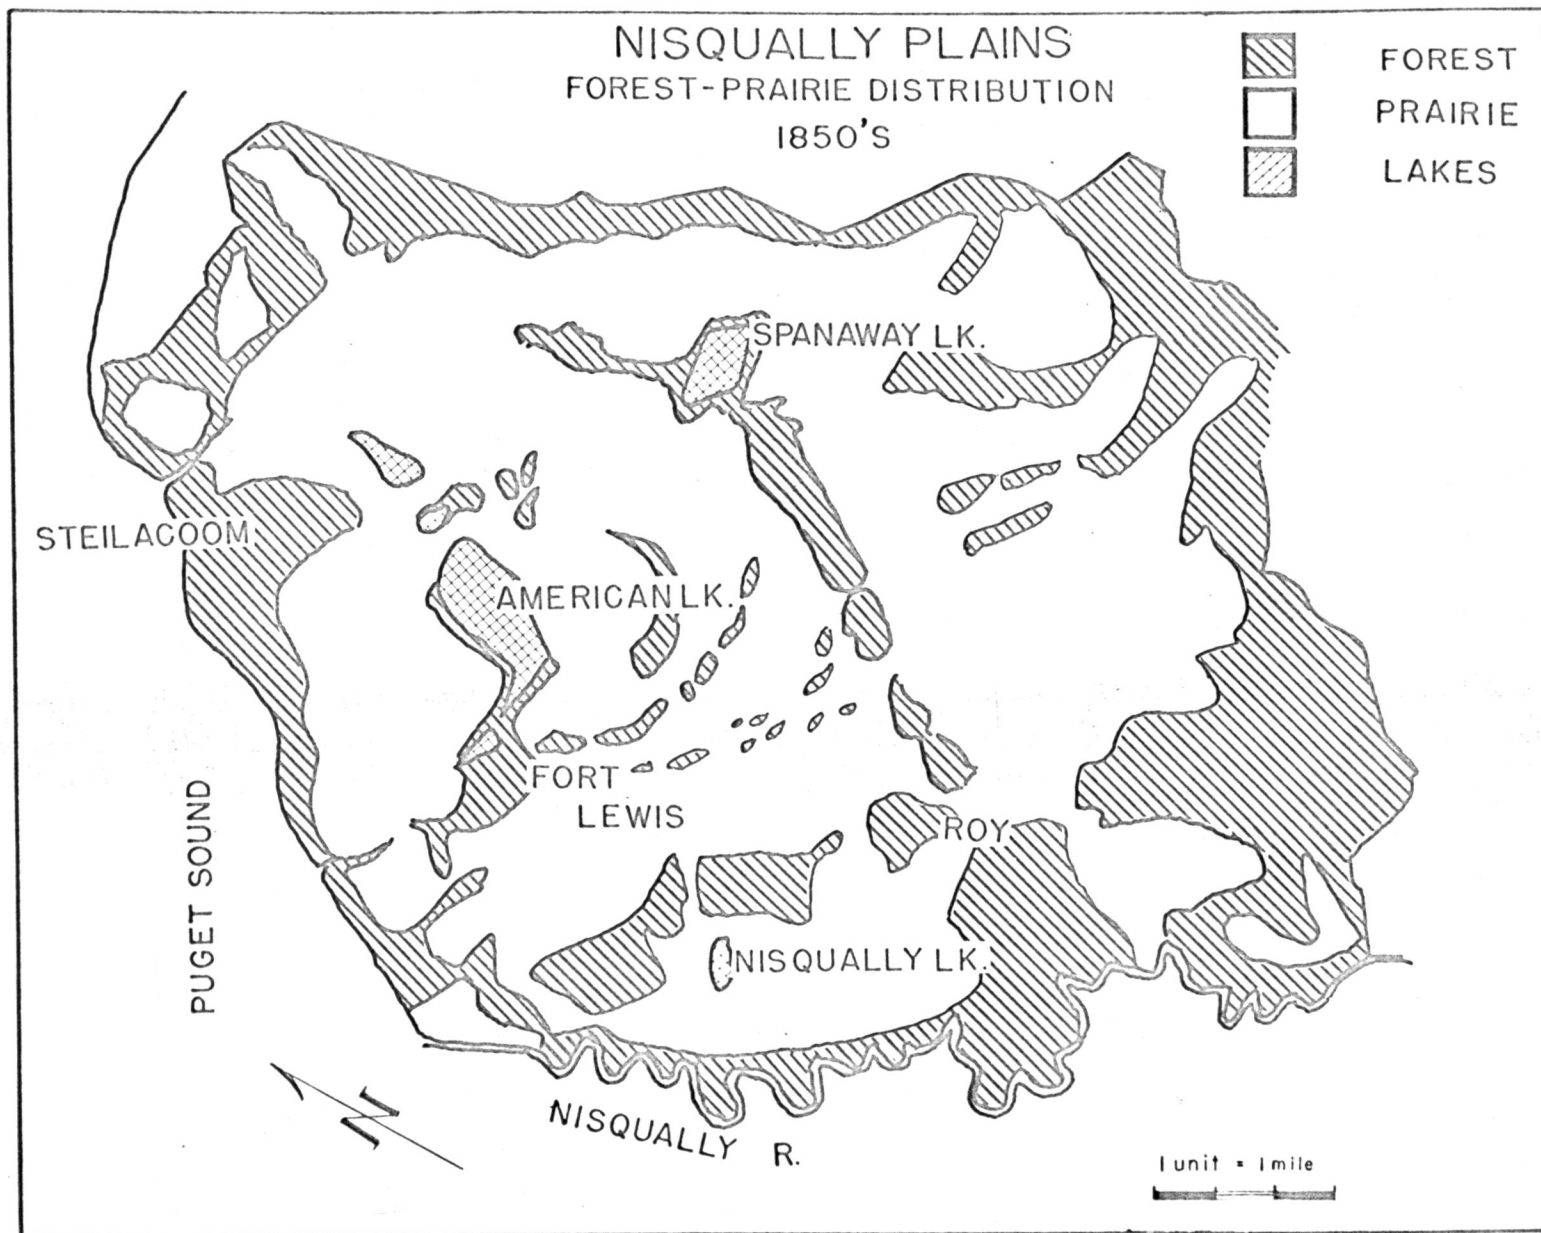 NISQUALLY PLAINS
FOREST-PRAIRIE DISTRIBUTION
1850'S
FOREST
PRAIRIE
LAKES
SPANAWAY LK.
STEILACOOM
AMERICAN LK.
FORT
LEWIS
ROY
PUGET SOUND
NISQUALLY LK.
NISQUALLY R.
N
1 unit = 1 mile